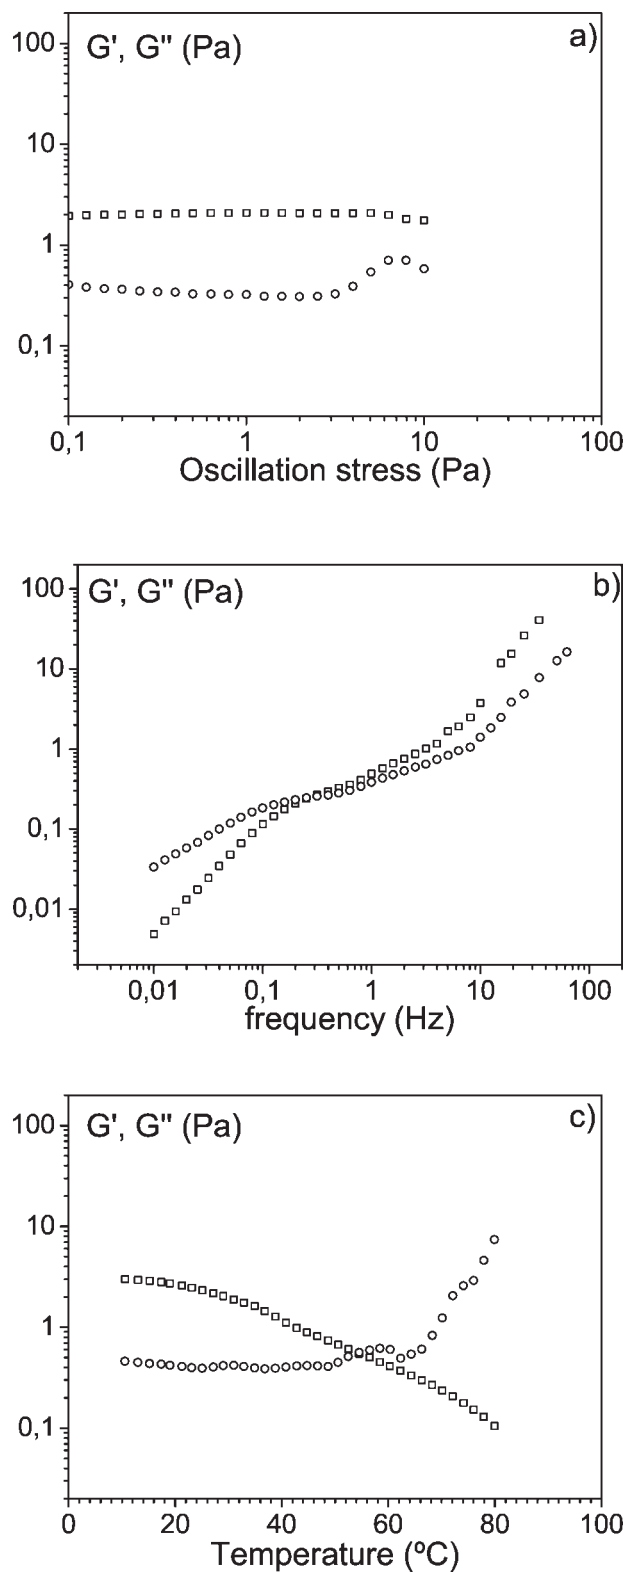 100
G', G'' (Pa)
a)
10
1
0,1
0,1 1 10 100
Oscillation stress (Pa)
100
G', G'' (Pa)
b)
10
1
0,1
0,01
0,01 0,1 1 10 100
frequency (Hz)
100
G', G'' (Pa)
c)
10
1
0,1
0 20 40 60 80 100
Temperature (ºC)